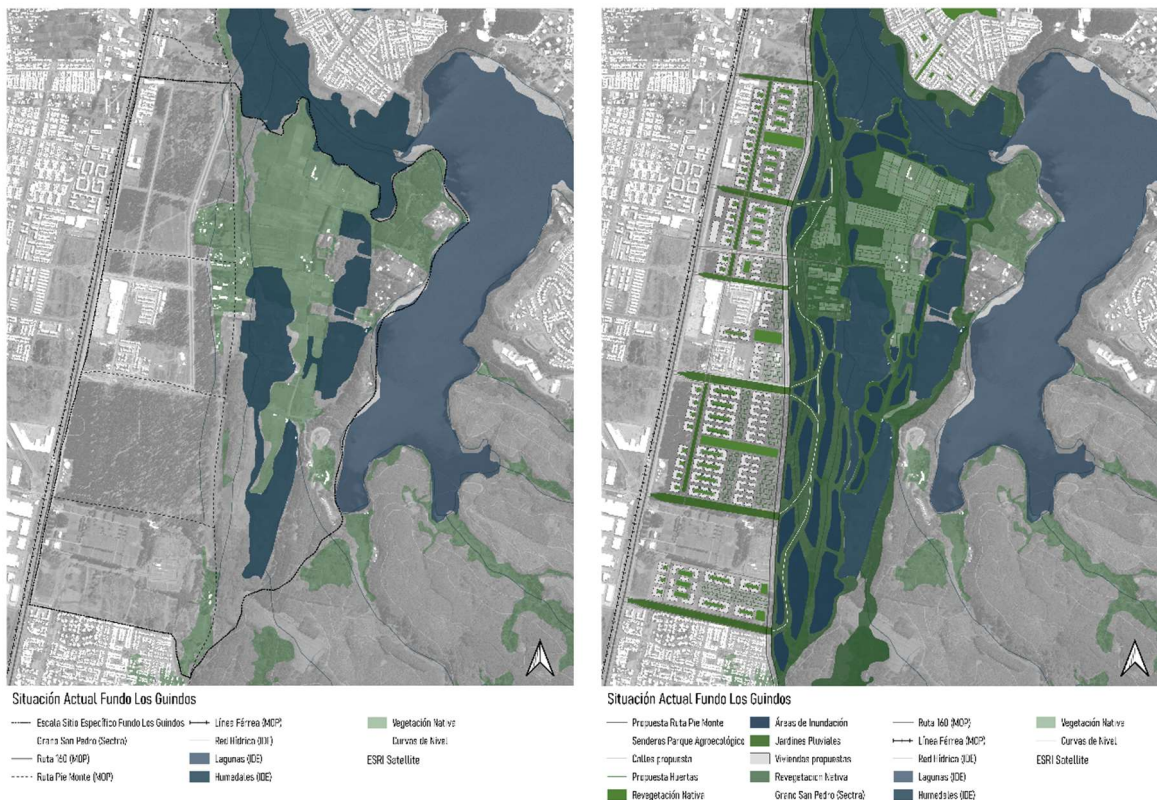 Situación Actual Fundo Los Guindos
Escala Sitio Específico Fundo Los Guindos
Grano San Pedro (Sectra)
Ruta 160 (MOP)
Ruta Pie Monte (MOP)
Línea Férrea (MOP)
Red Hídrica (IDE)
Lagunas (IDE)
Humedales (IDE)
Vegetación Nativa
Curvas de Nivel
ESRI Satellite
Situación Actual Fundo Los Guindos
Propuesta Ruta Pie Monte
Senderos Parque Agroecológico
Calles propuesta
Propuesta Huertas
Revegetación Nativa
Áreas de Inundación
Jardines Pluviales
Viviendas propuestas
Revegetacion Nativa
Grano San Pedro (Sectra)
Ruta 160 (MOP)
Línea Férrea (MOP)
Red Hídrica (IDE)
Lagunas (IDE)
Humedales (IDE)
Vegetación Nativa
Curvas de Nivel
ESRI Satellite